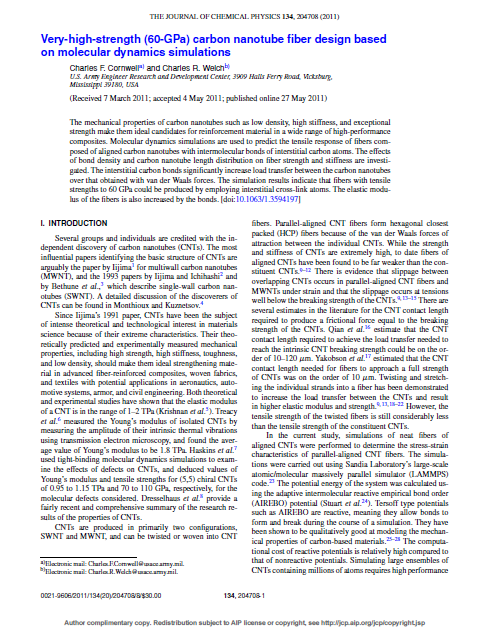 THE JOURNAL OF CHEMICAL PHYSICS 134, 204708 (2011)
Very-high-strength (60-GPa) carbon nanotube fiber design based
on molecular dynamics simulations
Charles F. Cornwella) and Charles R. Welchb)
U.S. Army Engineer Research and Development Center, 3909 Halls Ferry Road, Vicksburg,
Mississippi 39180, USA
(Received 7 March 2011; accepted 4 May 2011; published online 27 May 2011)
The mechanical properties of carbon nanotubes such as low density, high stiffness, and exceptional
strength make them ideal candidates for reinforcement material in a wide range of high-performance
composites. Molecular dynamics simulations are used to predict the tensile response of fibers com-
posed of aligned carbon nanotubes with intermolecular bonds of interstitial carbon atoms. The effects
of bond density and carbon nanotube length distribution on fiber strength and stiffness are investi-
gated. The interstitial carbon bonds significantly increase load transfer between the carbon nanotubes
over that obtained with van der Waals forces. The simulation results indicate that fibers with tensile
strengths to 60 GPa could be produced by employing interstitial cross-link atoms. The elastic modu-
lus of the fibers is also increased by the bonds. [doi:10.1063/1.3594197]
I. INTRODUCTION
Several groups and individuals are credited with the in-
dependent discovery of carbon nanotubes (CNTs). The most
influential papers identifying the basic structure of CNTs are
arguably the paper by Iijima1 for multiwall carbon nanotubes
(MWNT), and the 1993 papers by Iijima and Ichihashi2 and
by Bethune et al.,3 which describe single-wall carbon nan-
otubes (SWNT). A detailed discussion of the discoverers of
CNTs can be found in Monthioux and Kuznetsov.4
Since Iijima's 1991 paper, CNTs have been the subject
of intense theoretical and technological interest in materials
science because of their extreme characteristics. Their theo-
retically predicted and experimentally measured mechanical
properties, including high strength, high stiffness, toughness,
and low density, should make them ideal strengthening mate-
rial in advanced fiber-reinforced composites, woven fabrics,
and textiles with potential applications in aeronautics, auto-
motive systems, armor, and civil engineering. Both theoretical
and experimental studies have shown that the elastic modulus
of a CNT is in the range of 1–2 TPa (Krishnan et al.5). Treacy
et al.6 measured the Young's modulus of isolated CNTs by
measuring the amplitude of their intrinsic thermal vibrations
using transmission electron microscopy, and found the aver-
age value of Young's modulus to be 1.8 TPa. Haskins et al.7
used tight-binding molecular dynamics simulations to exam-
ine the effects of defects on CNTs, and deduced values of
Young's modulus and tensile strengths for (5,5) chiral CNTs
of 0.95 to 1.15 TPa and 70 to 110 GPa, respectively, for the
molecular defects considered. Dresselhaus et al.8 provide a
fairly recent and comprehensive summary of the research re-
sults of the properties of CNTs.
CNTs are produced in primarily two configurations,
SWNT and MWNT, and can be twisted or woven into CNT
a)Electronic mail: Charles.F.Cornwell@usace.army.mil.
b)Electronic mail: Charles.R.Welch@usace.army.mil.
fibers. Parallel-aligned CNT fibers form hexagonal closest
packed (HCP) fibers because of the van der Waals forces of
attraction between the individual CNTs. While the strength
and stiffness of CNTs are extremely high, to date fibers of
aligned CNTs have been found to be far weaker than the con-
stituent CNTs.9–12 There is evidence that slippage between
overlapping CNTs occurs in parallel-aligned CNT fibers and
MWNTs under strain and that the slippage occurs at tensions
well below the breaking strength of the CNTs.9,13–15 There are
several estimates in the literature for the CNT contact length
required to produce a frictional force equal to the breaking
strength of the CNTs. Qian et al.16 estimate that the CNT
contact length required to achieve the load transfer needed to
reach the intrinsic CNT breaking strength could be on the or-
der of 10–120 μm. Yakobson et al.17 estimated that the CNT
contact length needed for fibers to approach a full strength
of CNTs was on the order of 10 μm. Twisting and stretch-
ing the individual strands into a fiber has been demonstrated
to increase the load transfer between the CNTs and result
in higher elastic modulus and strength.9,13,18–22 However, the
tensile strength of the twisted fibers is still considerably less
than the tensile strength of the constituent CNTs.
In the current study, simulations of neat fibers of
aligned CNTs were performed to determine the stress-strain
characteristics of parallel-aligned CNT fibers. The simula-
tions were carried out using Sandia Laboratory's large-scale
atomic/molecular massively parallel simulator (LAMMPS)
code.23 The potential energy of the system was calculated us-
ing the adaptive intermolecular reactive empirical bond order
(AIREBO) potential (Stuart et al.24). Tersoff type potentials
such as AIREBO are reactive, meaning they allow bonds to
form and break during the course of a simulation. They have
been shown to be qualitatively good at modeling the mechan-
ical properties of carbon-based materials.25–28 The computa-
tional cost of reactive potentials is relatively high compared to
that of nonreactive potentials. Simulating large ensembles of
CNTs containing millions of atoms requires high performance
0021-9606/2011/134(20)/204708/8/$30.00
134, 204708-1
Author complimentary copy. Redistribution subject to AIP license or copyright, see http://jcp.aip.org/jcp/copyright.jsp